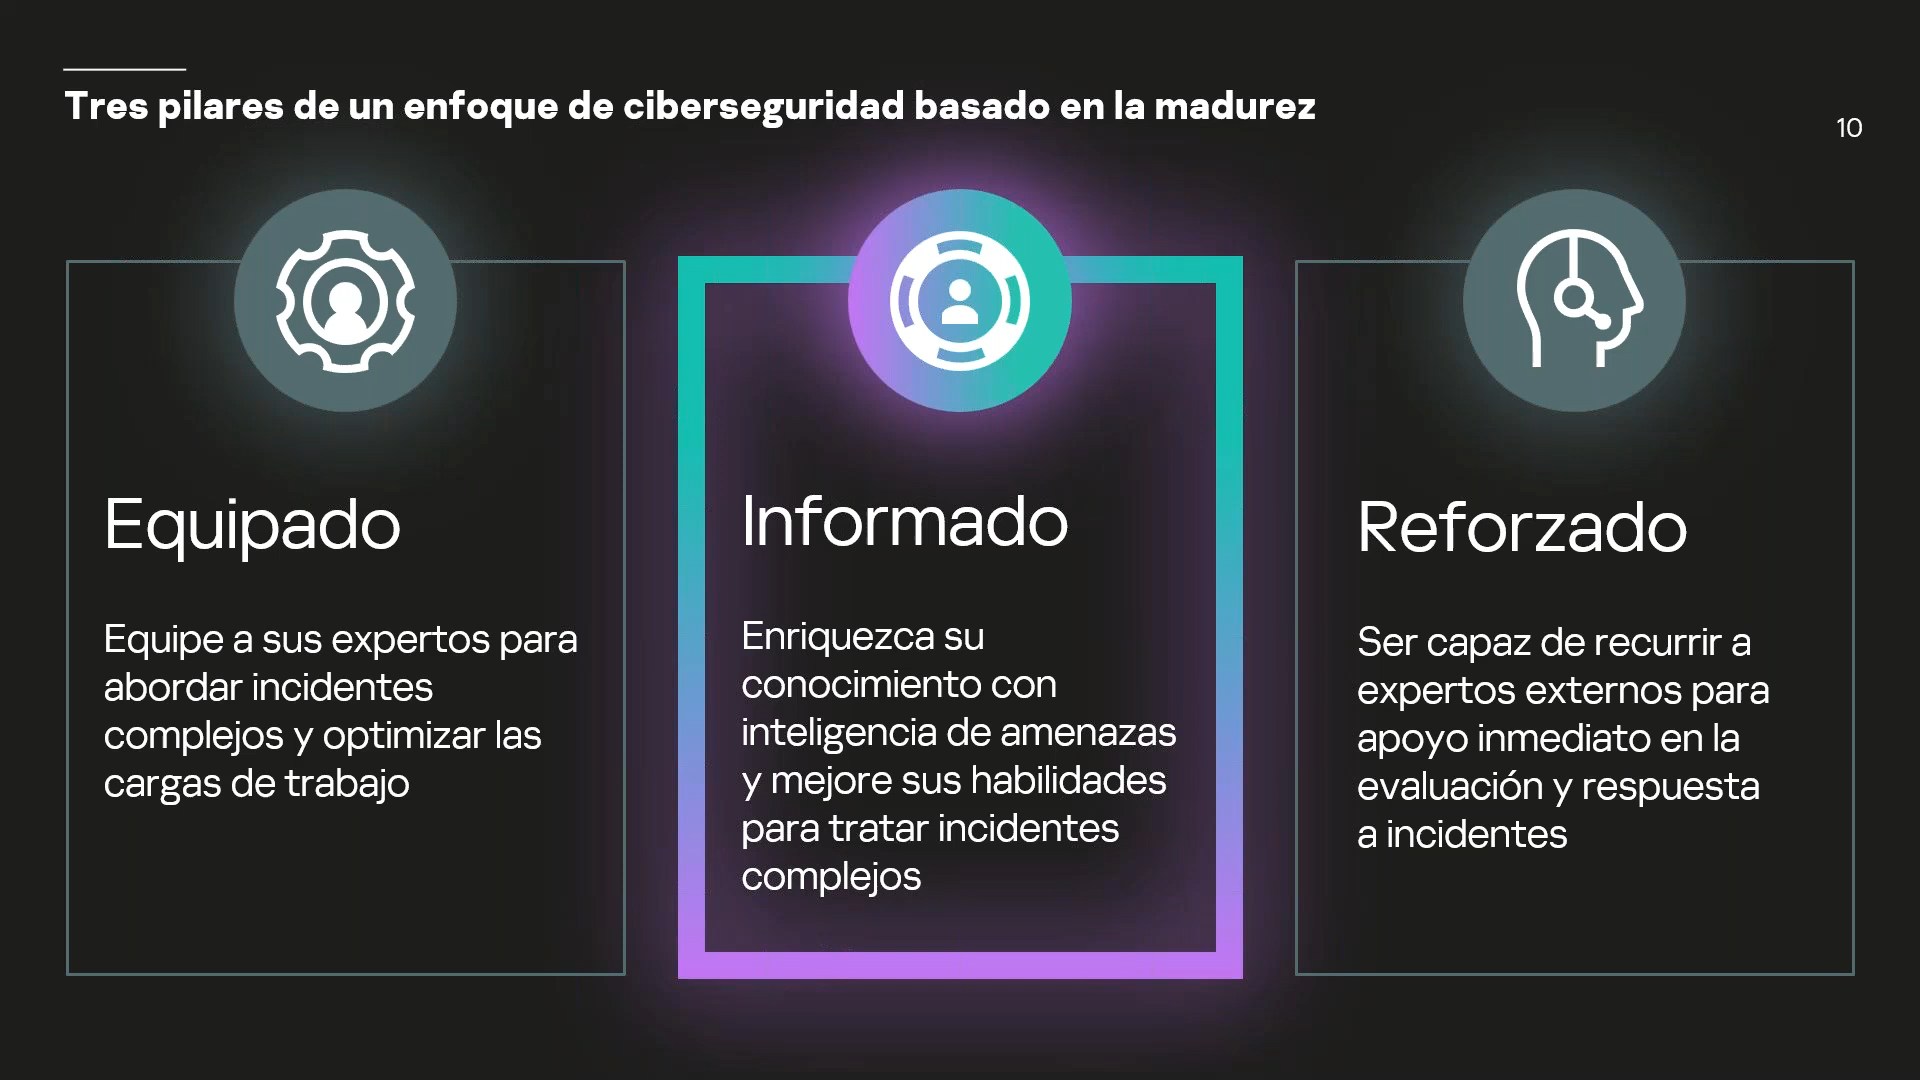 Tres pilares de un enfoque de ciberseguridad basado en la madurez
10
Equipado
Equipe a sus expertos para
abordar incidentes
complejos y optimizar las
cargas de trabajo
Informado
Enriquezca su
conocimiento con
inteligencia de amenazas
y mejore sus habilidades
para tratar incidentes
complejos
Reforzado
Ser capaz de recurrir a
expertos externos para
apoyo inmediato en la
evaluación y respuesta
a incidentes